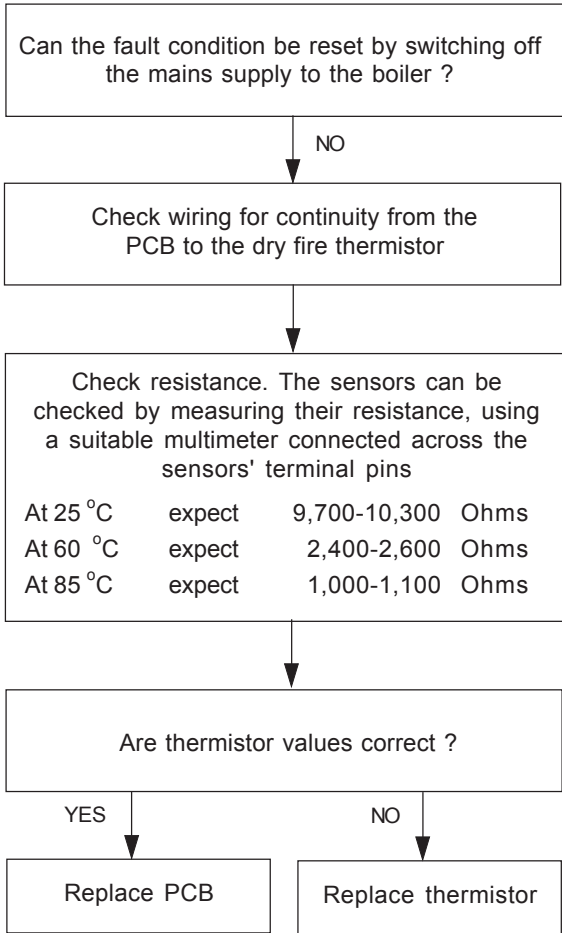 Can the fault condition be reset by switching off
the mains supply to the boiler ?
NO
Check wiring for continuity from the
PCB to the dry fire thermistor
Check resistance. The sensors can be
checked by measuring their resistance, using
a suitable multimeter connected across the
sensors' terminal pins
At 25 °C expect 9,700-10,300 Ohms
At 60 °C expect 2,400-2,600 Ohms
At 85 °C expect 1,000-1,100 Ohms
Are thermistor values correct ?
YES NO
Replace PCB Replace thermistor